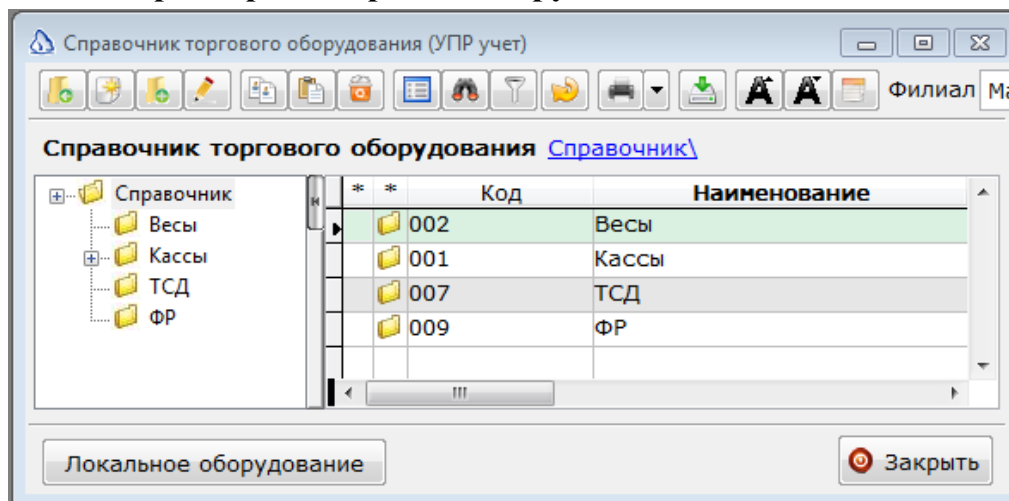 Справочник торгового оборудования (УПР учет)
Филиал Ма
Справочник торгового оборудования Справочник\
Справочник
Весы
Кассы
ТСД
ФР
* * Код Наименование
002 Весы
001 Кассы
007 ТСД
009 ФР
Локальное оборудование
Закрыть